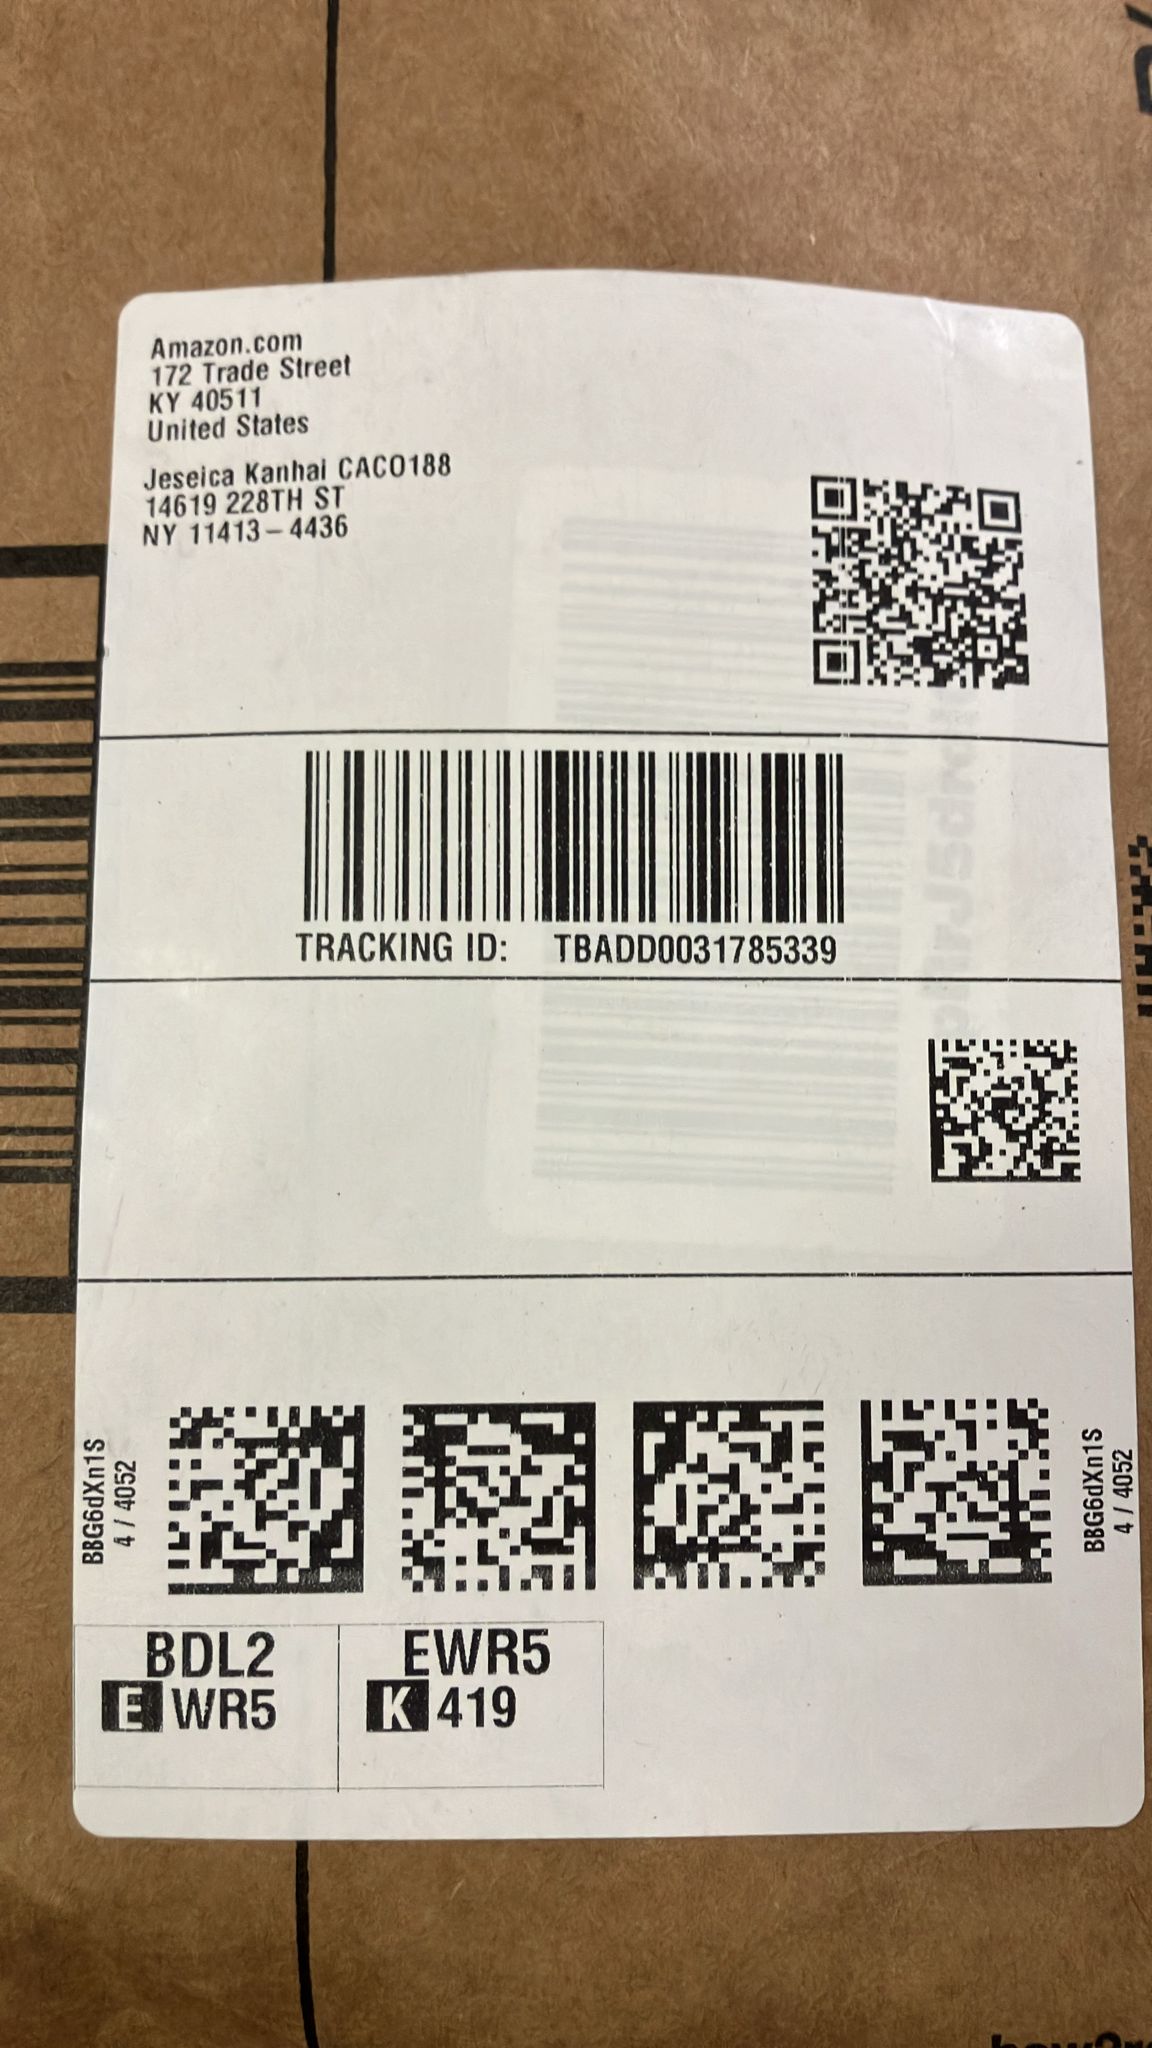 Amazon.com
172 Trade Street
KY 40511
United States
Jeseica Kanhai CACO188
14619 228TH ST
NY 11413-4436
TRACKING ID: TBADD0031785339
BBG6dXn1S
4 / 4052
BBG6dXn1S
4 / 4052
BDL2
E WR5
EWR5
K 419